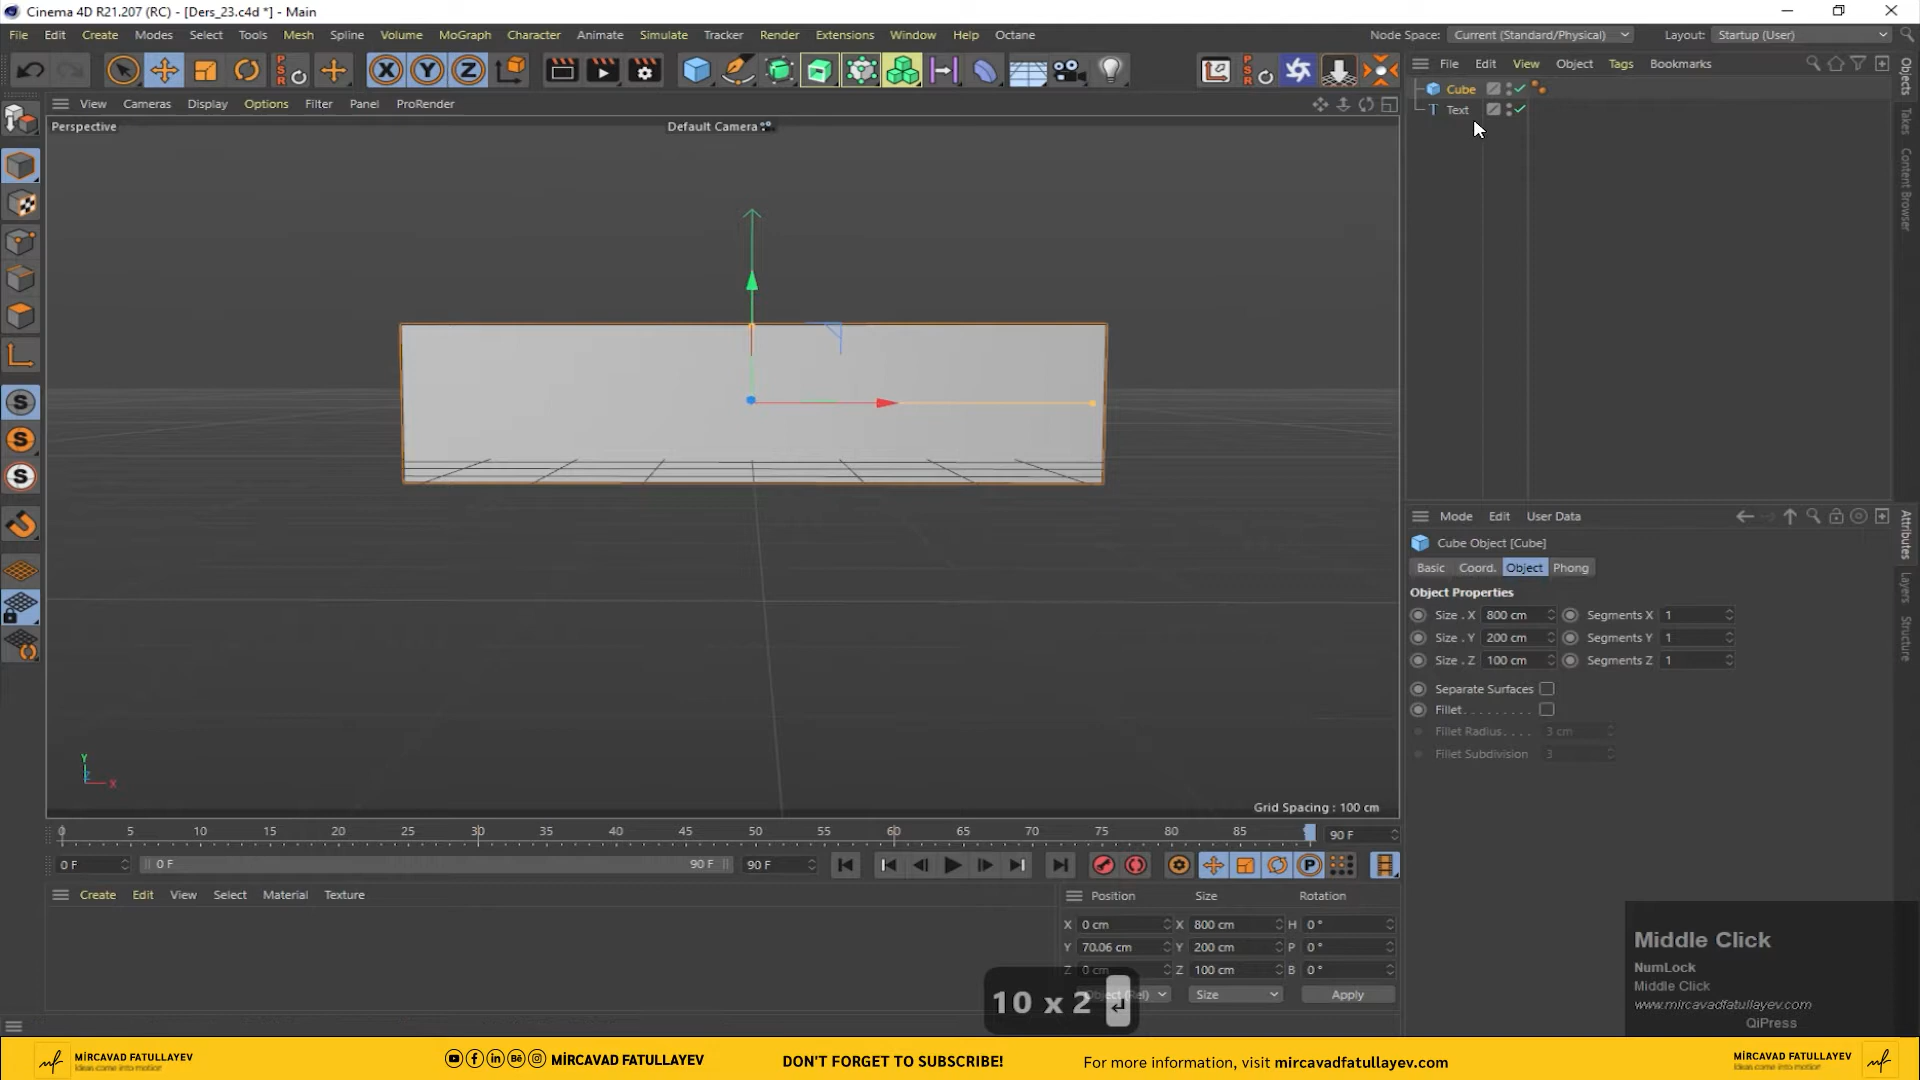 Cinema 4D R21.207 (RC) - [Ders_23.c4d *] - Main
File Edit Create Modes Select Tools Mesh Spline Volume MoGraph Character Animate Simulate Tracker Render Extensions Window Help Octane Node Space: Current (Standard/Physical) Layout: Startup (User)
X Y Z PSR PSR File Edit View Object Tags Bookmarks
View Cameras Display Options Filter Panel ProRender
Cube
Text
Perspective
Default Camera
Objects
Takes
Content Browser
Mode Edit User Data
Cube Object [Cube]
Basic Coord. Object Phong
Object Properties
Size . X 800 cm Segments X 1
Size . Y 200 cm Segments Y 1
Size . Z 100 cm Segments Z 1
Separate Surfaces
Fillet . . . . . . . . .
Fillet Radius. . . . 3 cm
Fillet Subdivision 3
Attributes
Layers
Structure
S
S
S
Y
Z
X
Grid Spacing : 100 cm
0 5 10 15 20 25 30 35 40 45 50 55 60 65 70 75 80 85 90 F
0 F 0 F 90 F 90 F P
Create Edit View Select Material Texture
Position Size Rotation
X 0 cm X 800 cm H 0 °
Y 70.06 cm Y 200 cm P 0 °
Z 0 cm Z 100 cm B 0 °
Object (Rel) Size Apply
10 x 2
Middle Click
NumLock
Middle Click
www.mircavadfatullayev.com
QiPress
mf MİRCAVAD FATULLAYEV
Ideas come into motion
MİRCAVAD FATULLAYEV
DON'T FORGET TO SUBSCRIBE!
For more information, visit mircavadfatullayev.com
MİRCAVAD FATULLAYEV
Ideas come into motion mf